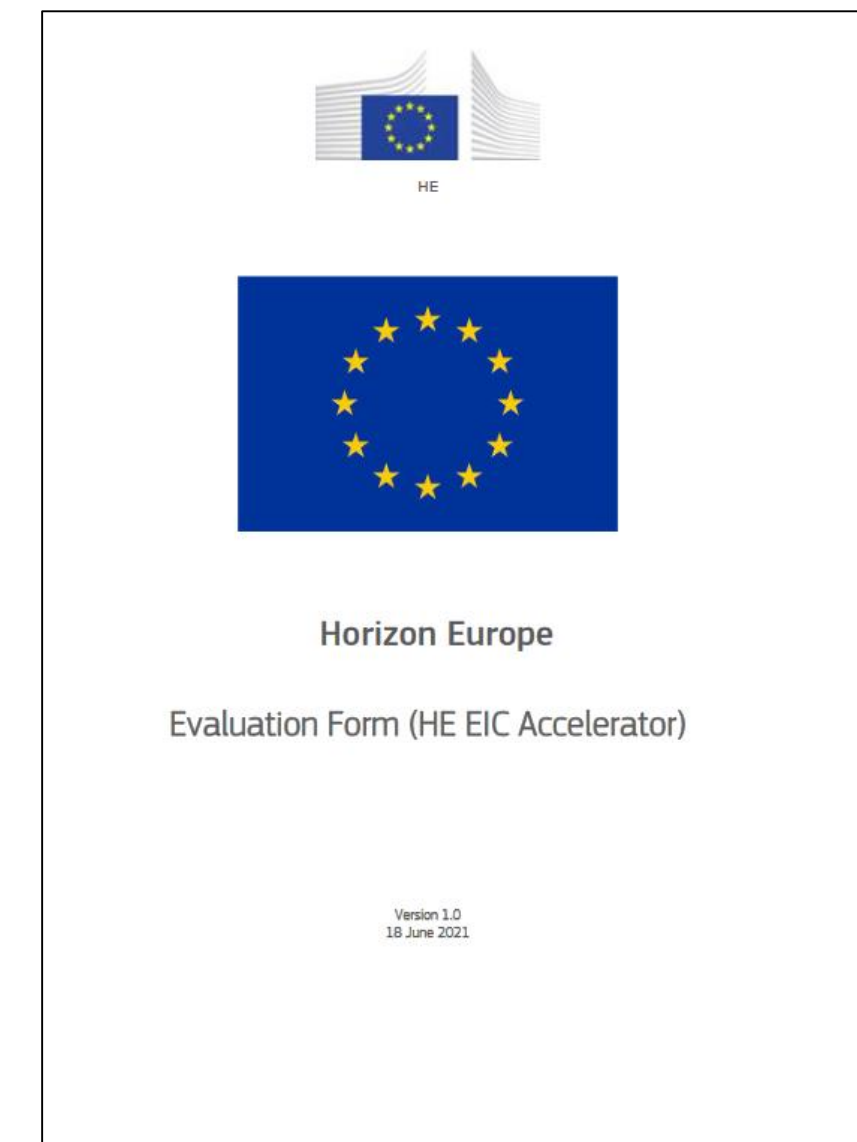 HE
Horizon Europe
Evaluation Form (HE EIC Accelerator)
Version 1.0
18 June 2021